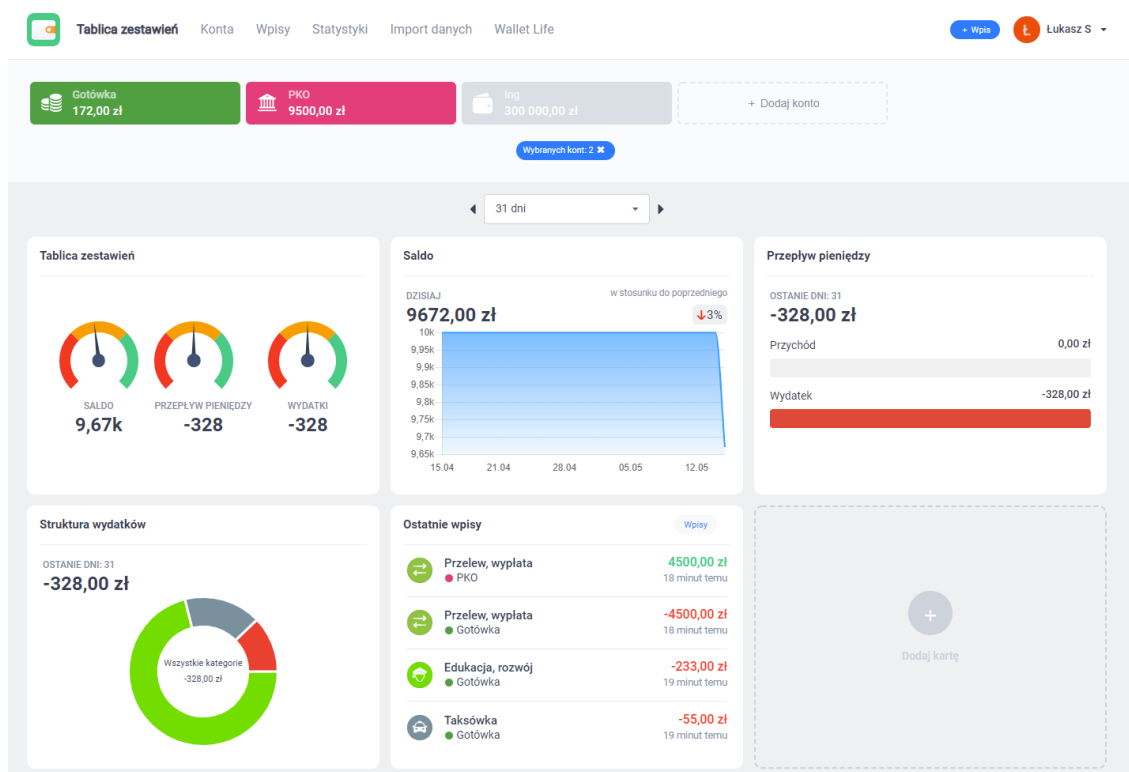 Tablica zestawień Konta Wpisy Statystyki Import danych Wallet Life + Wpis Ł Łukasz S
Gotówka
172,00 zł
PKO
9500,00 zł
Ing
300 000,00 zł
+ Dodaj konto
Wybranych kont: 2 ✖
31 dni
Tablica zestawień
SALDO
9,67k
PRZEPŁYW PIENIĘDZY
-328
WYDATKI
-328
Saldo
DZISIAJ
w stosunku do poprzedniego
9672,00 zł
3%
10k
9,95k
9,9k
9,85k
9,8k
9,75k
9,7k
9,65k
15.04 21.04 28.04 05.05 12.05
Przepływ pieniędzy
OSTANIE DNI: 31
-328,00 zł
Przychód 0,00 zł
Wydatek -328,00 zł
Struktura wydatków
OSTANIE DNI: 31
-328,00 zł
Wszystkie kategorie
-328,00 zł
Ostatnie wpisy Wpisy
Przelew, wypłata 4500,00 zł
PKO 18 minut temu
Przelew, wypłata -4500,00 zł
Gotówka 18 minut temu
Edukacja, rozwój -233,00 zł
Gotówka 19 minut temu
Taksówka -55,00 zł
Gotówka 19 minut temu
+
Dodaj kartę